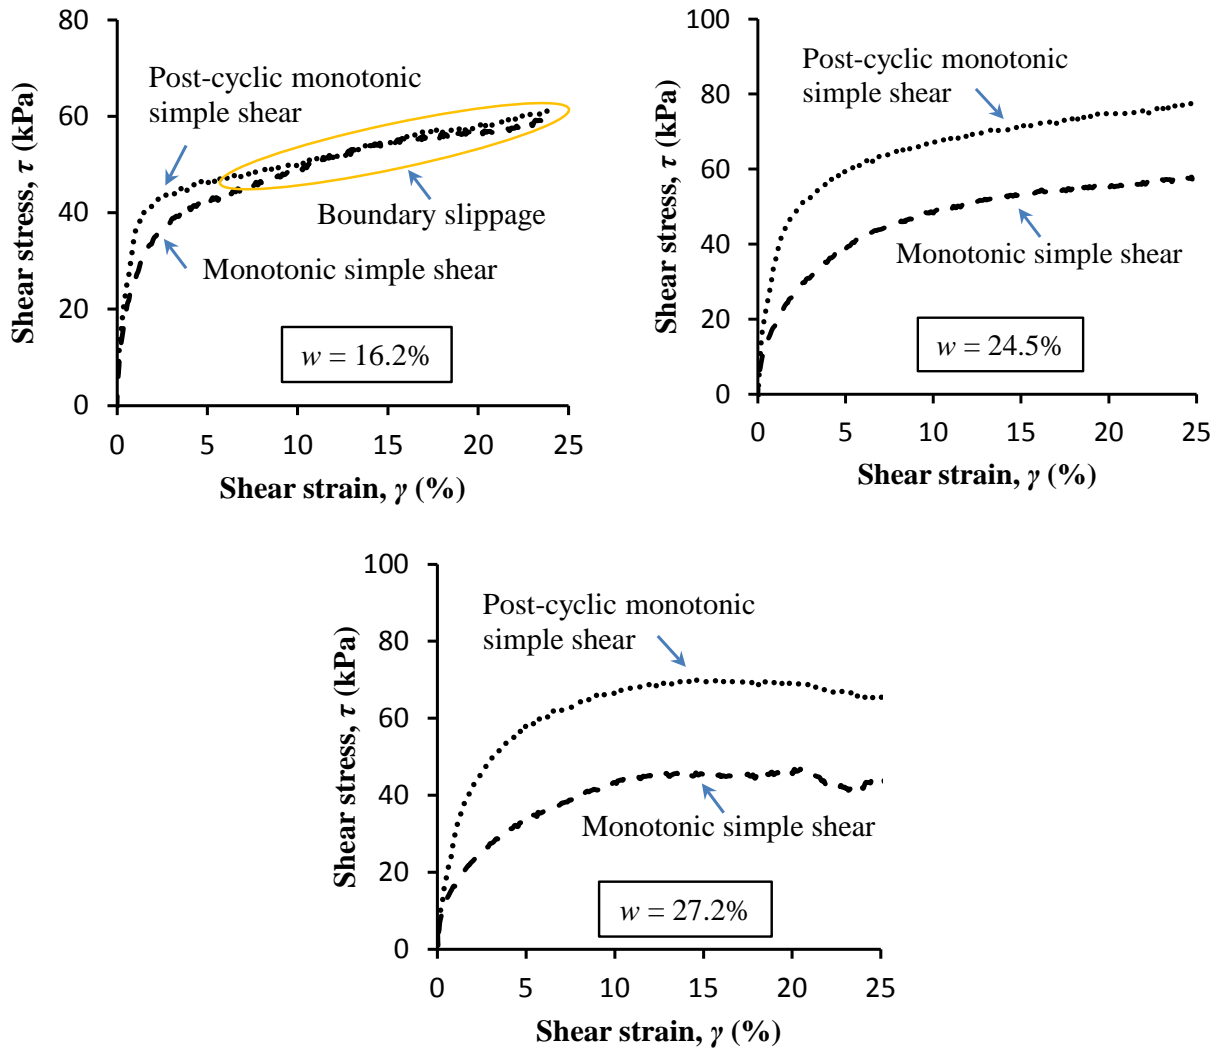 80
60
40
20
0
Shear stress, τ (kPa)
Post-cyclic monotonic
simple shear
Boundary slippage
Monotonic simple shear
w = 16.2%
0 5 10 15 20 25
Shear strain, γ (%)
100
80
60
40
20
0
Shear stress, τ (kPa)
Post-cyclic monotonic
simple shear
Monotonic simple shear
w = 24.5%
0 5 10 15 20 25
Shear strain, γ (%)
100
80
60
40
20
0
Shear stress, τ (kPa)
Post-cyclic monotonic
simple shear
Monotonic simple shear
w = 27.2%
0 5 10 15 20 25
Shear strain, γ (%)